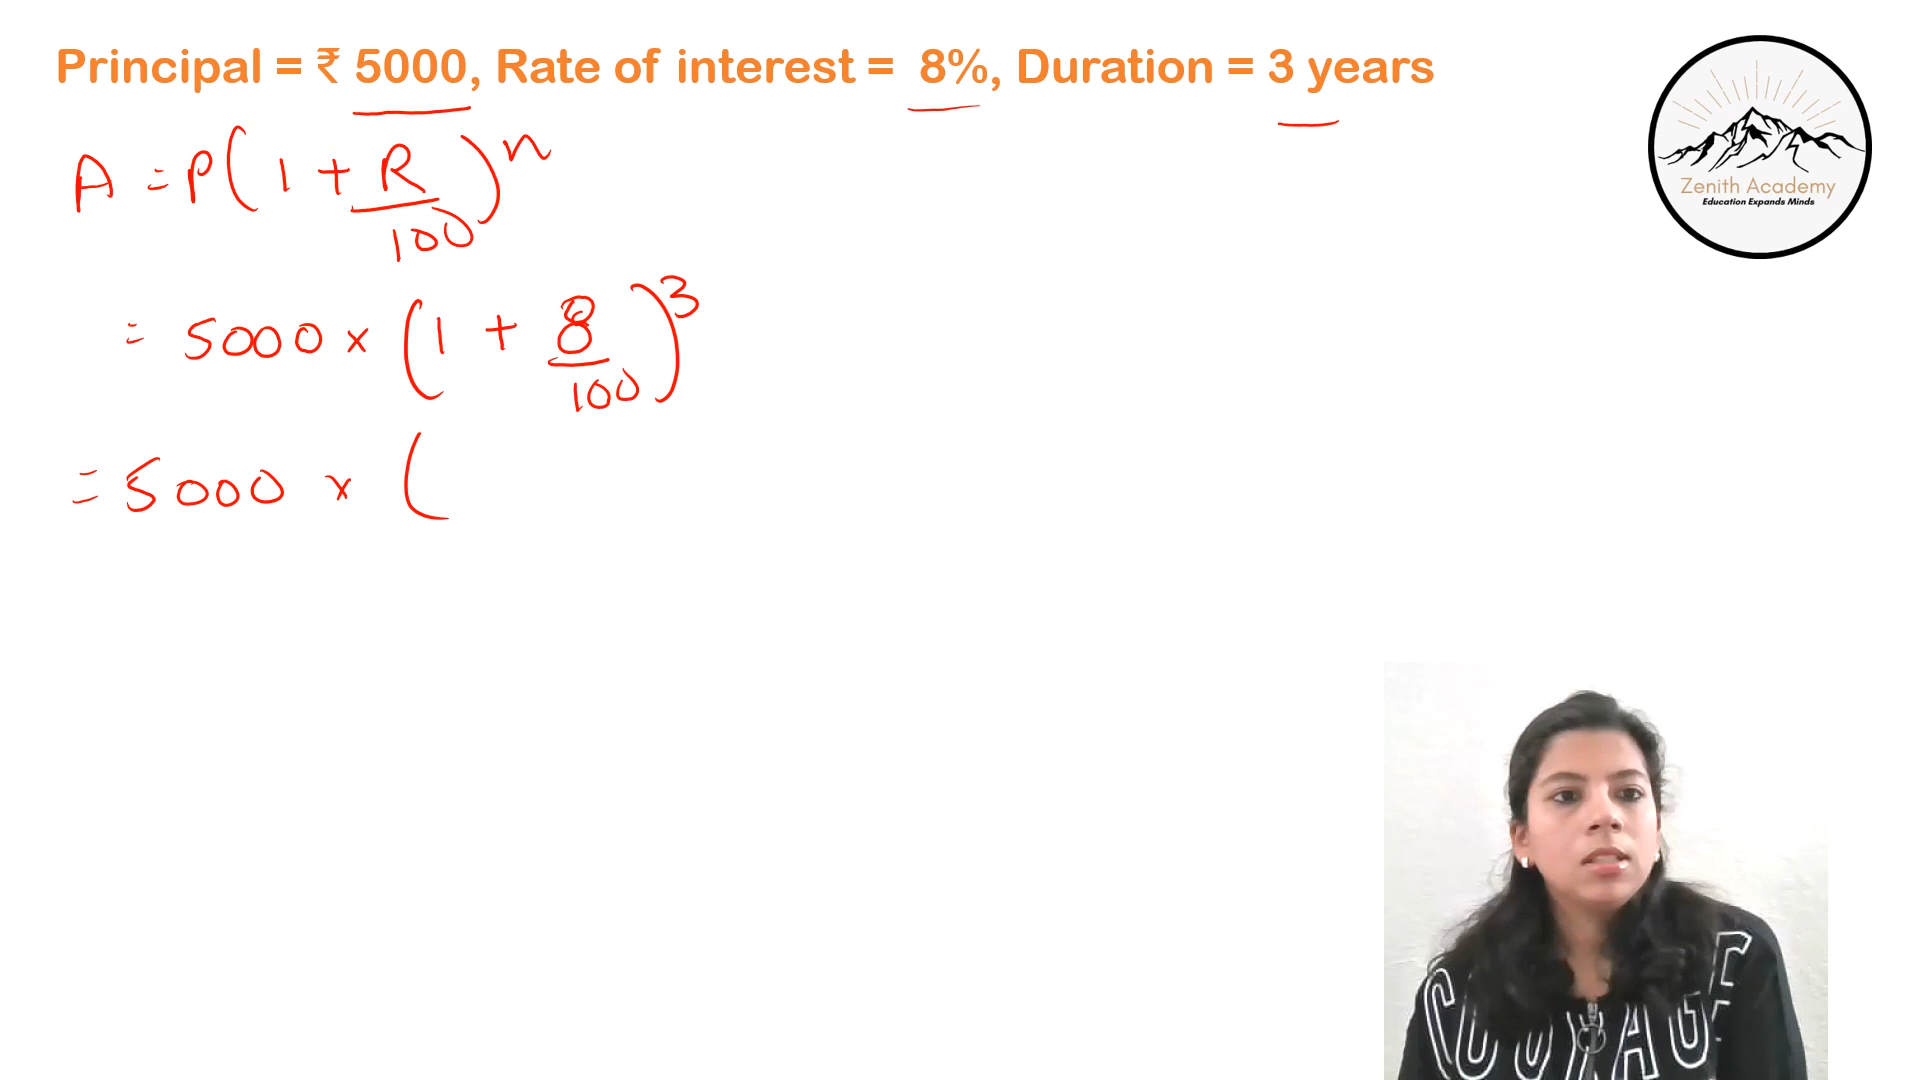 Principal = ₹ 5000, Rate of interest = 8%, Duration = 3 years
A = P(1 + R/100)^n
= 5000 × (1 + 8/100)^3
= 5000 × (
Zenith Academy
Education Expands Minds
COURAGE